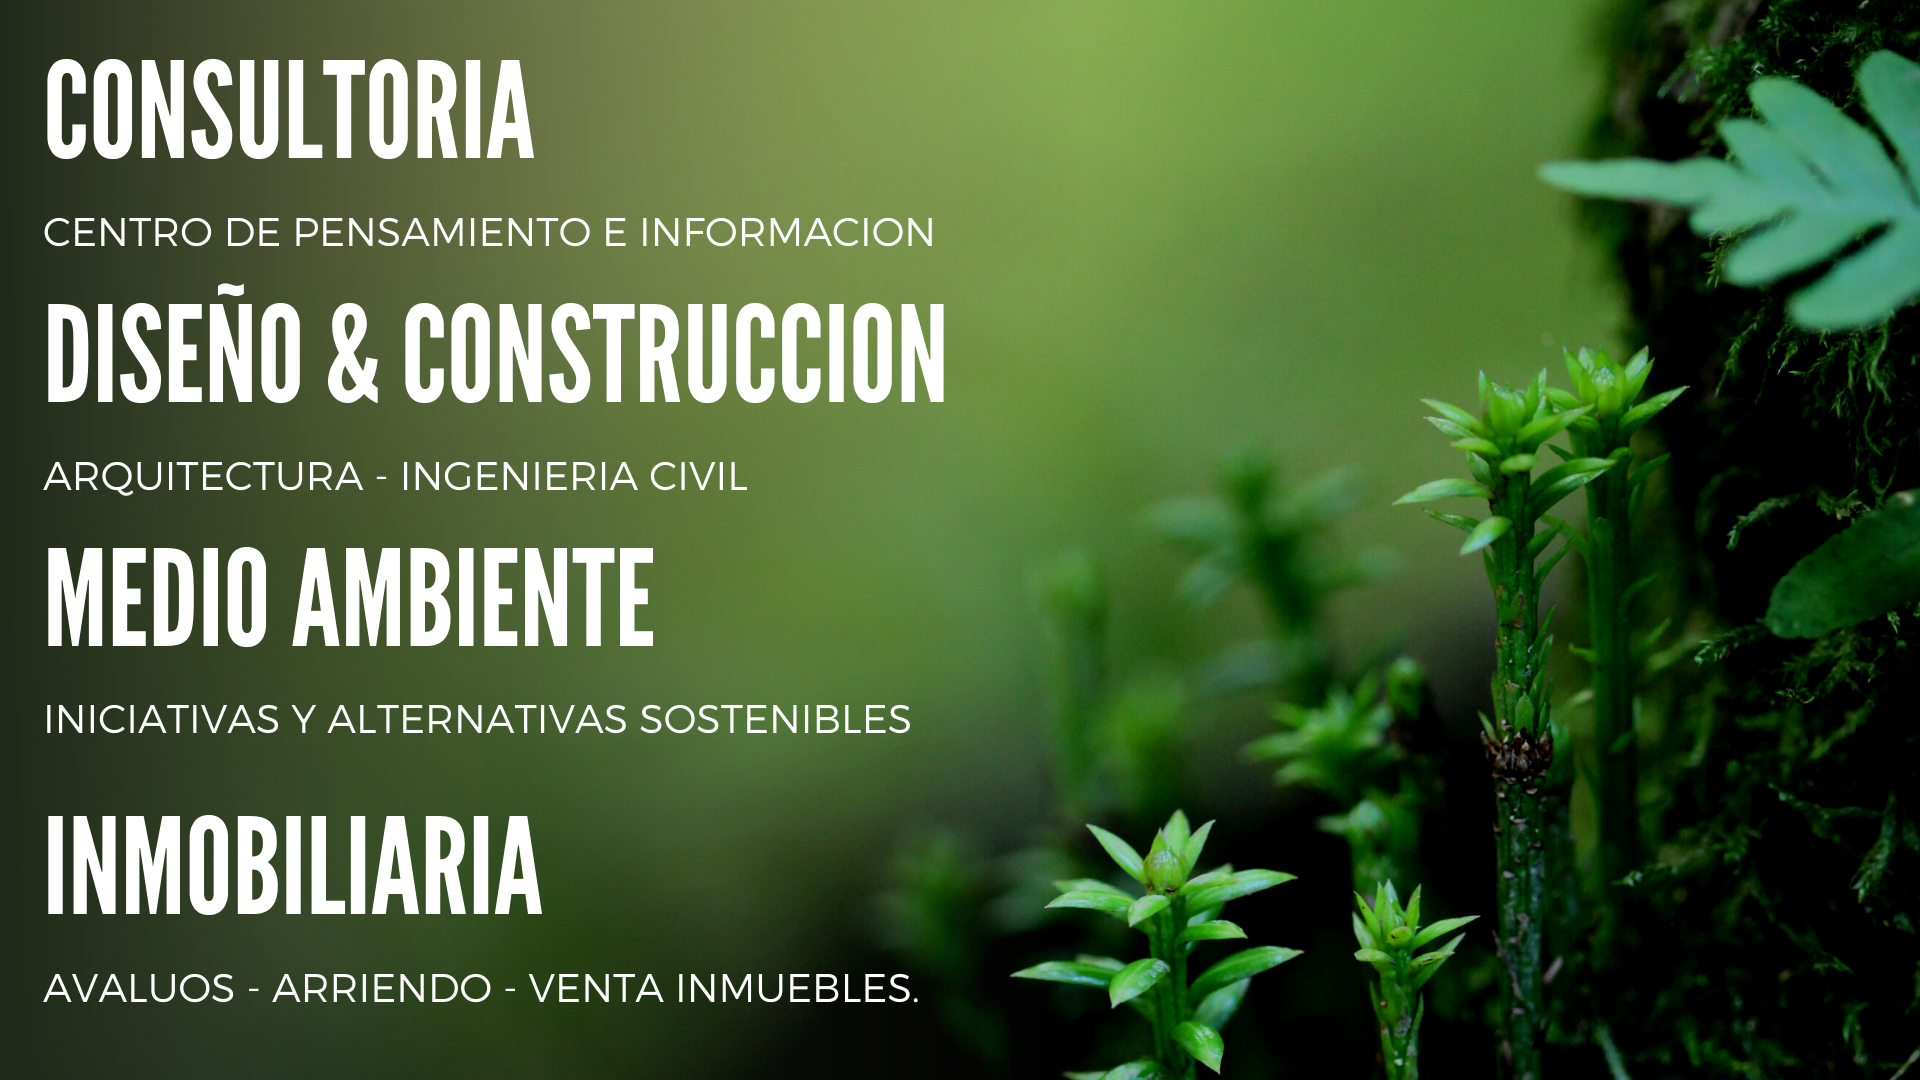 CONSULTORIA
CENTRO DE PENSAMIENTO E INFORMACION
DISEÑO & CONSTRUCCION
ARQUITECTURA - INGENIERIA CIVIL
MEDIO AMBIENTE
INICIATIVAS Y ALTERNATIVAS SOSTENIBLES
INMOBILIARIA
AVALUOS - ARRIENDO - VENTA INMUEBLES.